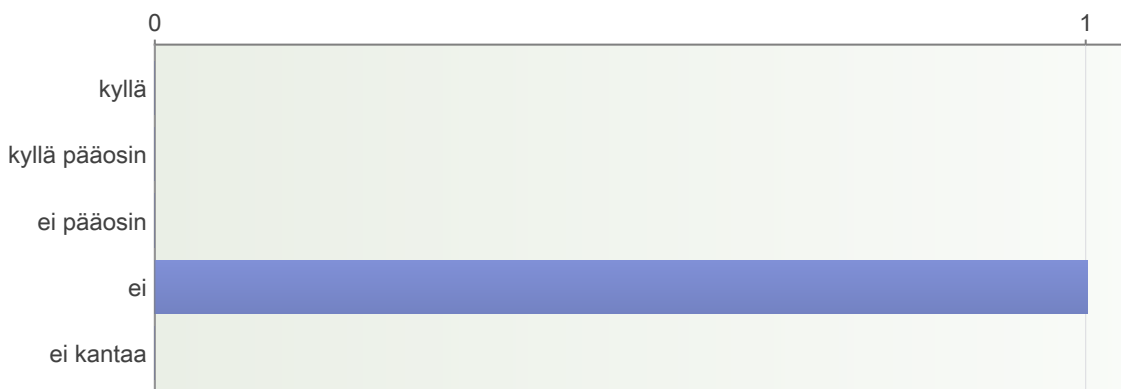 0 1
kyllä
kyllä pääosin
ei pääosin
ei
ei kantaa